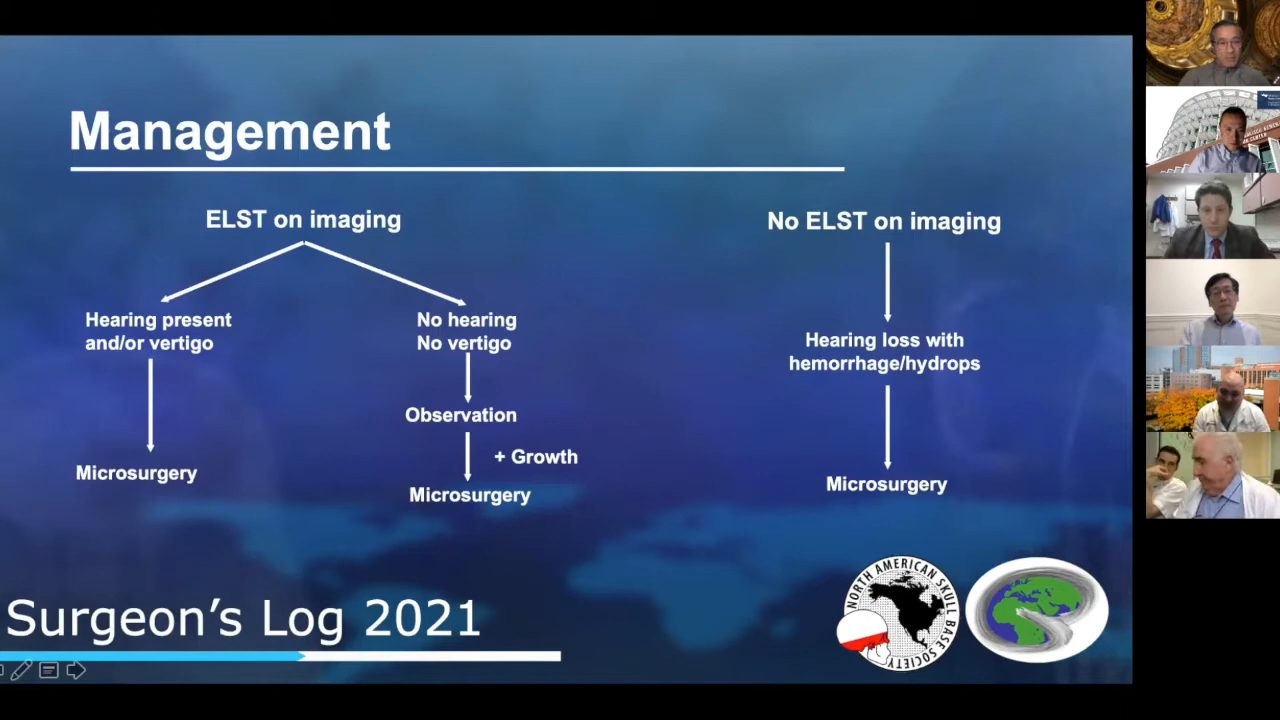 Management
ELST on imaging
Hearing present
and/or vertigo
Microsurgery
No hearing
No vertigo
Observation
+ Growth
Microsurgery
No ELST on imaging
Hearing loss with
hemorrhage/hydrops
Microsurgery
Surgeon's Log 2021
NORTH AMERICAN SKULL BASE SOCIETY